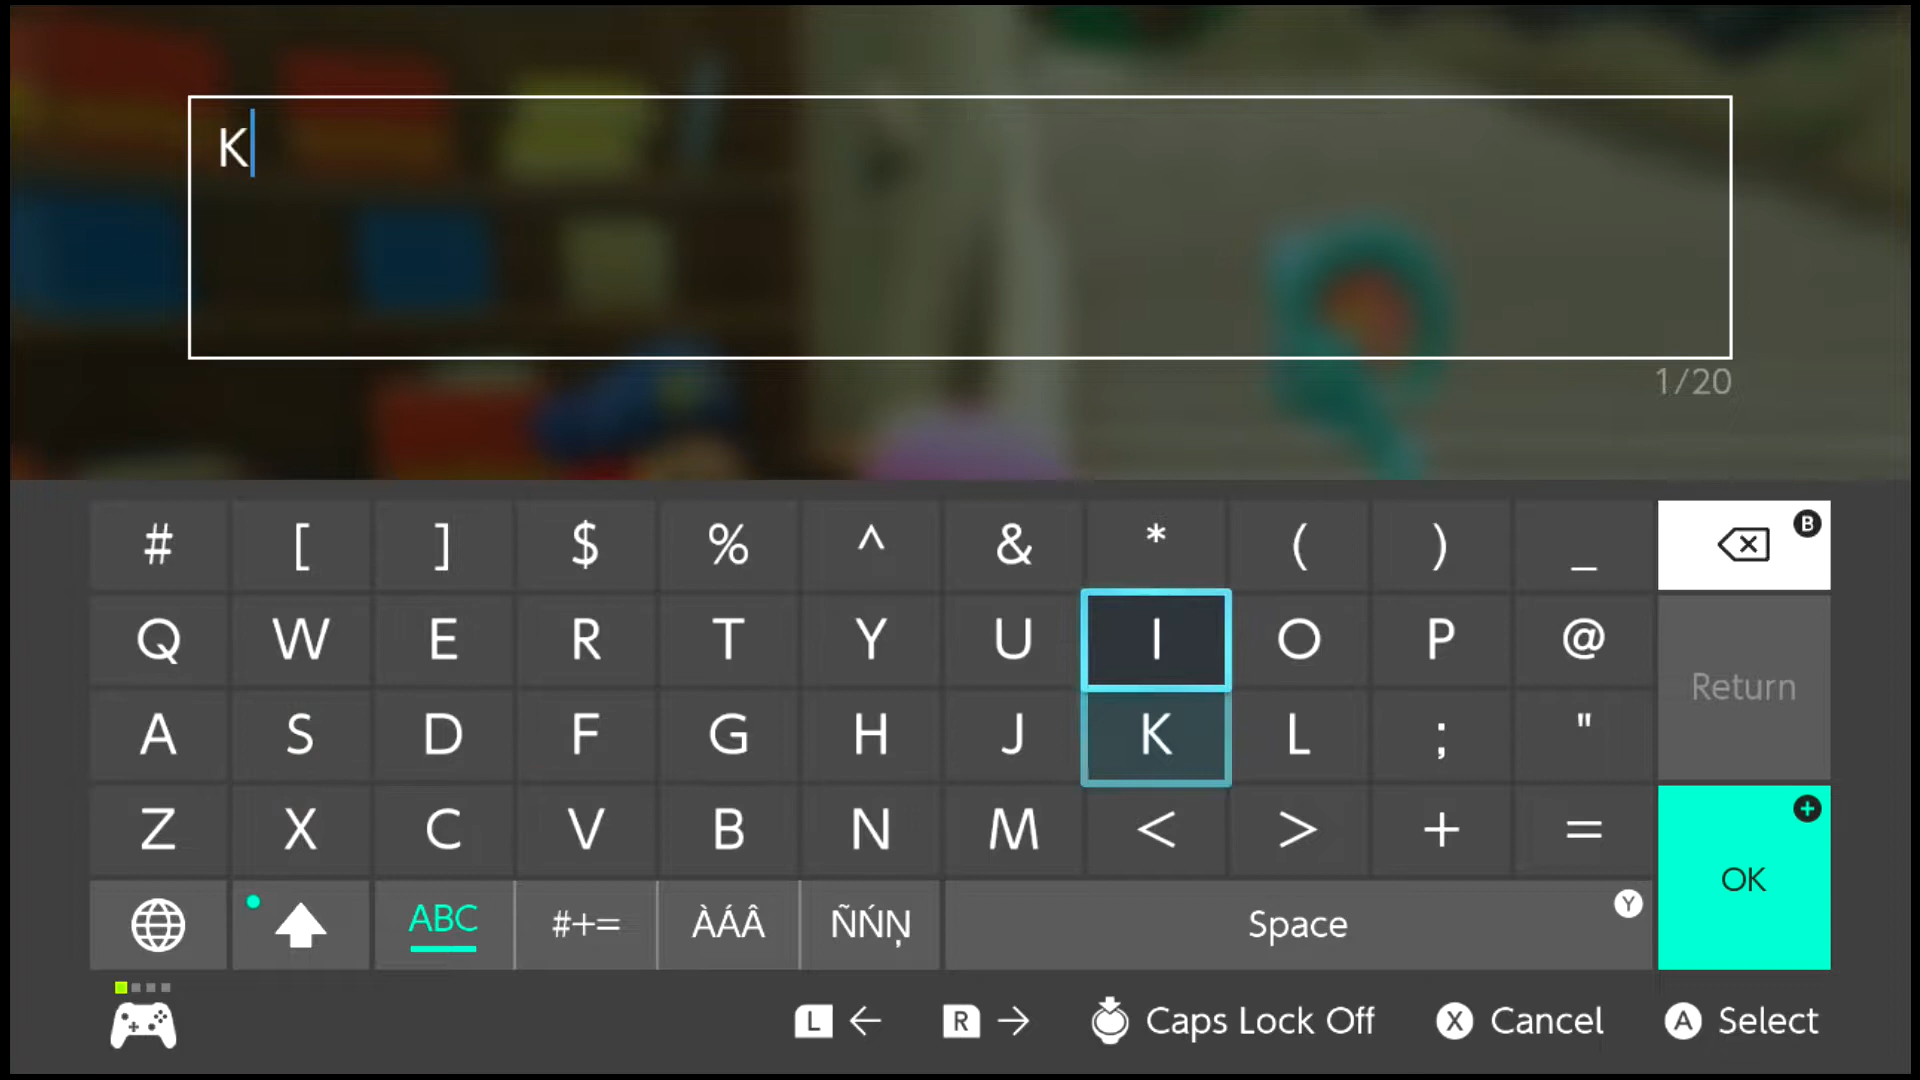 K
1/20
# [ ] $ % ^ & * ( ) _ B
Q W E R T Y U I O P @ Return
A S D F G H J K L ; "
Z X C V B N M < > + = + OK
ABC #+= ÀÁÂ ÑŃŅ Space Y
L ← R → Caps Lock Off X Cancel A Select